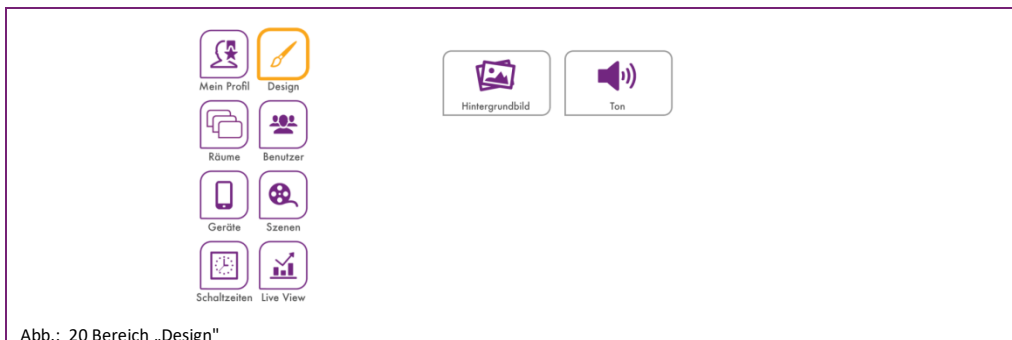 Mein Profil Design
Hintergrundbild Ton
Räume Benutzer
Geräte Szenen
Schaltzeiten Live View
Abb.: 20 Bereich „Design"